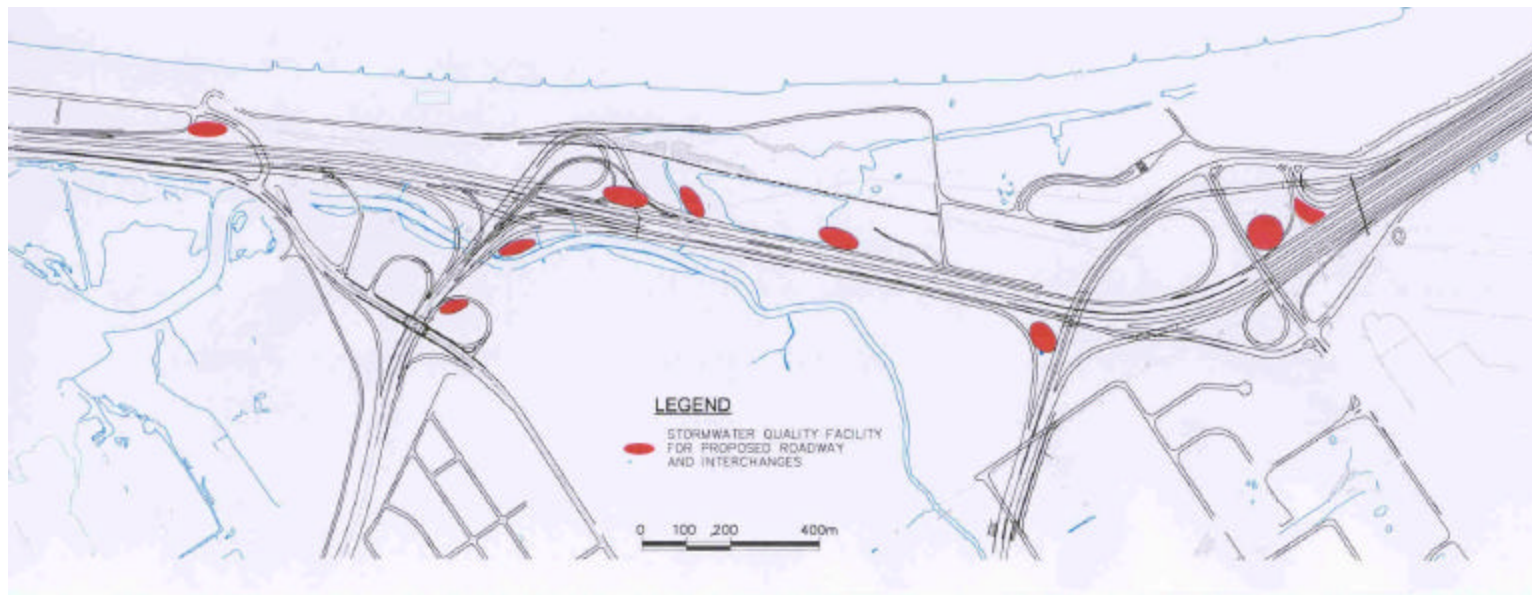 LEGEND
STORMWATER QUALITY FACILITY
FOR PROPOSED ROADWAY
AND INTERCHANGES
0 100 200 400m